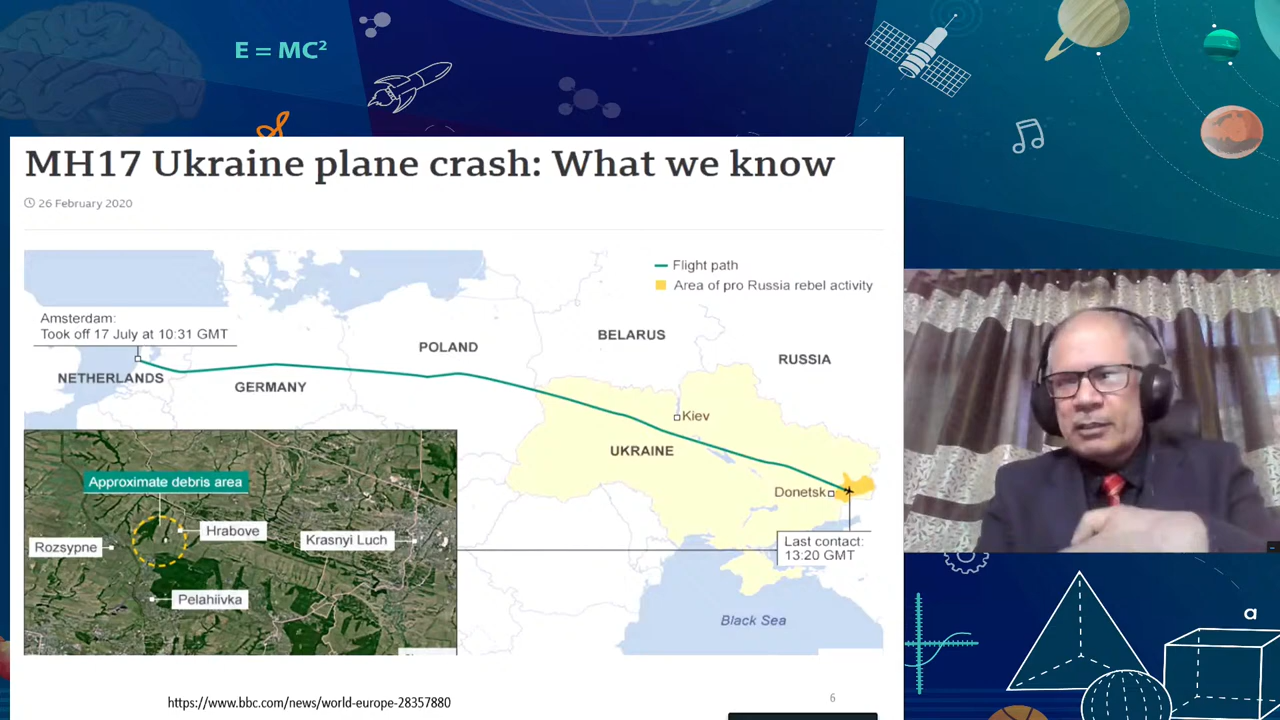 E = MC²
MH17 Ukraine plane crash: What we know
26 February 2020
Flight path
Area of pro Russia rebel activity
Amsterdam:
Took off 17 July at 10:31 GMT
BELARUS
POLAND
RUSSIA
NETHERLANDS
GERMANY
Kiev
UKRAINE
Approximate debris area
Donetsk
Hrabove
Krasnyi Luch
Rozsypne
Last contact:
13:20 GMT
Pelahiivka
Black Sea
a
https://www.bbc.com/news/world-europe-28357880
6